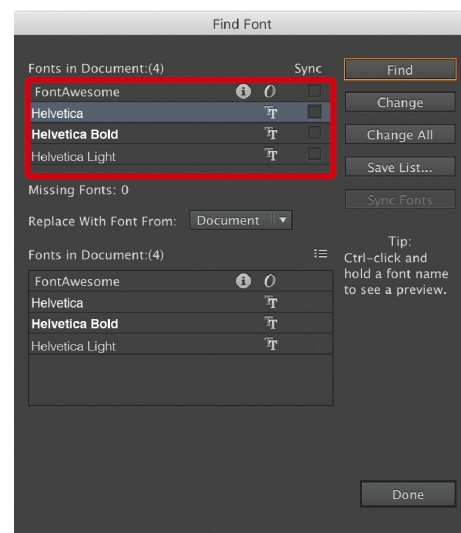 Find Font
Fonts in Document:(4) Sync
FontAwesome
Helvetica
Helvetica Bold
Helvetica Light
Missing Fonts: 0
Replace With Font From: Document
Fonts in Document:(4)
FontAwesome
Helvetica
Helvetica Bold
Helvetica Light
Find
Change
Change All
Save List...
Sync Fonts
Tip:
Ctrl-click and
hold a font name
to see a preview.
Done